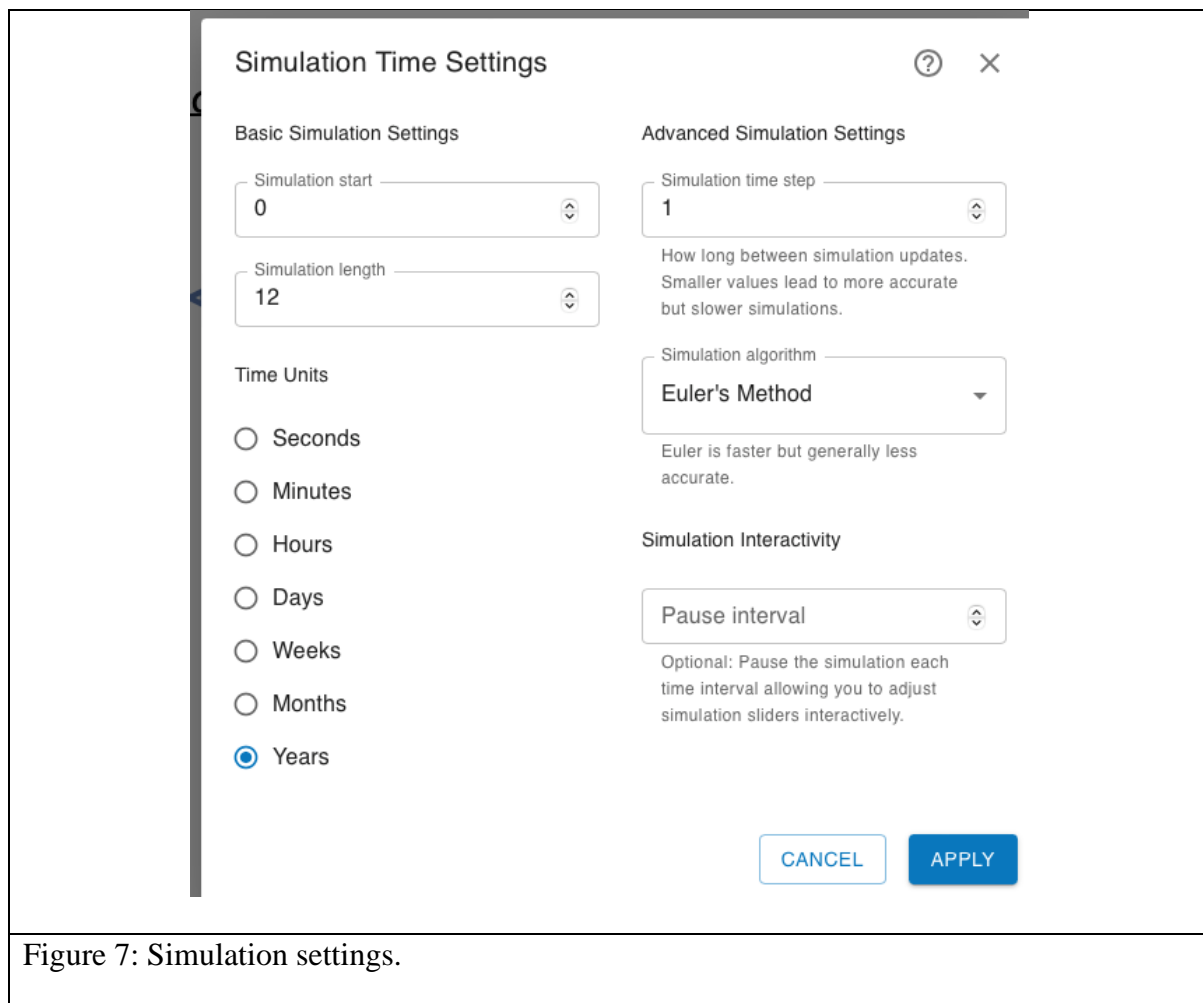 Simulation Time Settings
Basic Simulation Settings
Simulation start
0
Simulation length
12
Time Units
Seconds
Minutes
Hours
Days
Weeks
Months
Years
Advanced Simulation Settings
Simulation time step
1
How long between simulation updates.
Smaller values lead to more accurate
but slower simulations.
Simulation algorithm
Euler's Method
Euler is faster but generally less
accurate.
Simulation Interactivity
Pause interval
Optional: Pause the simulation each
time interval allowing you to adjust
simulation sliders interactively.
CANCEL
APPLY
Figure 7: Simulation settings.